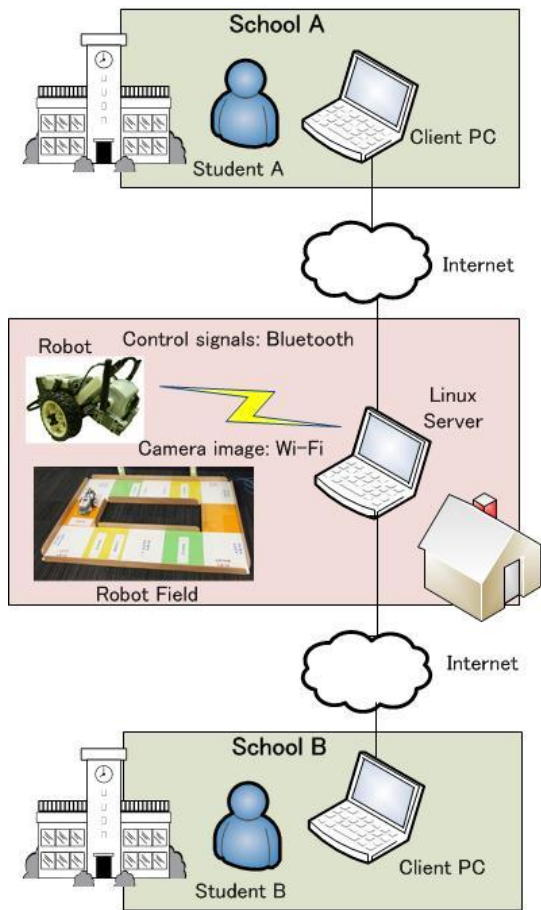 School A
Student A
Client PC
Internet
Control signals: Bluetooth
Robot
Linux
Server
Camera image: Wi-Fi
Robot Field
Internet
School B
Client PC
Student B